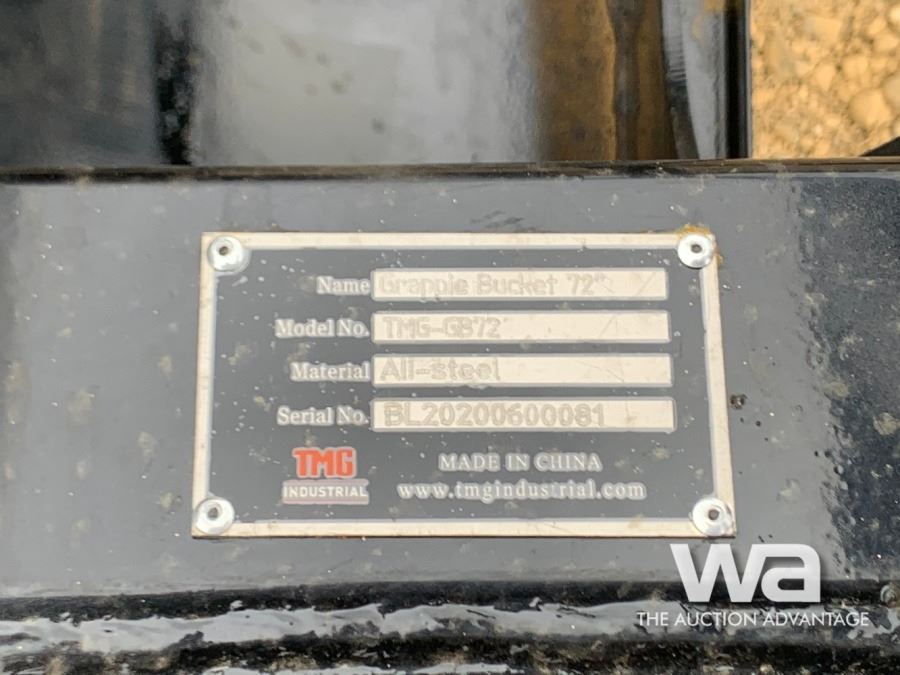 Name Grapple Bucket 72"
Model No. TMG-GB72
Material All-steel
Serial No. BL20200600081
TMG
INDUSTRIAL
MADE IN CHINA
www.tmgindustrial.com
wa
THE AUCTION ADVANTAGE